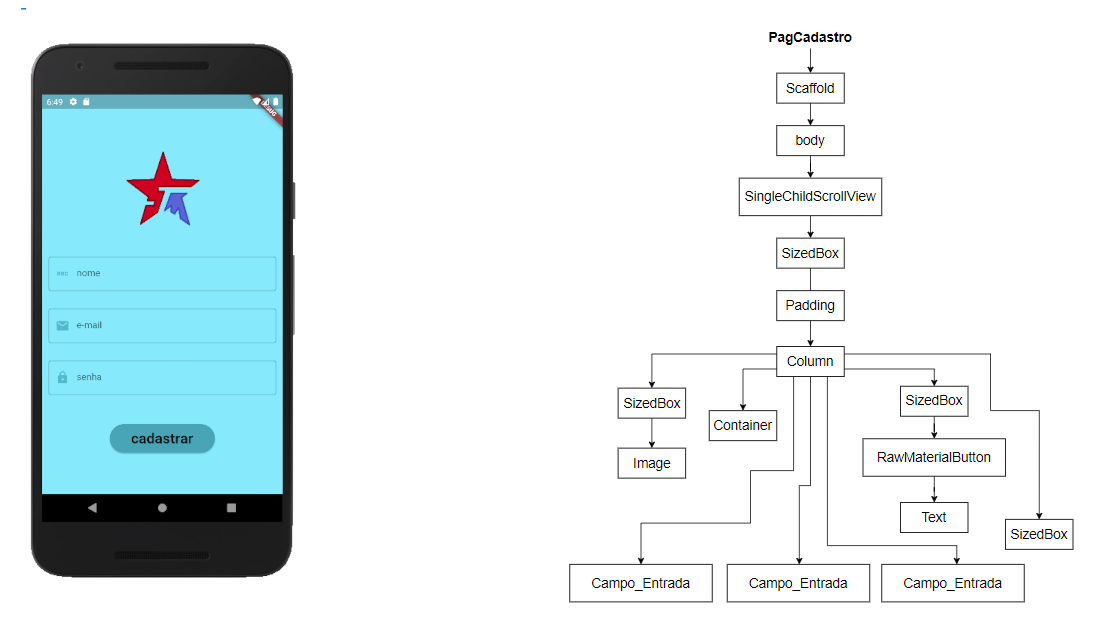 6:49
DEBUG
nome
e-mail
senha
cadastrar
PagCadastro
Scaffold
body
SingleChildScrollView
SizedBox
Padding
Column
SizedBox
Container
SizedBox
Image
RawMaterialButton
Text
SizedBox
Campo_Entrada
Campo_Entrada
Campo_Entrada